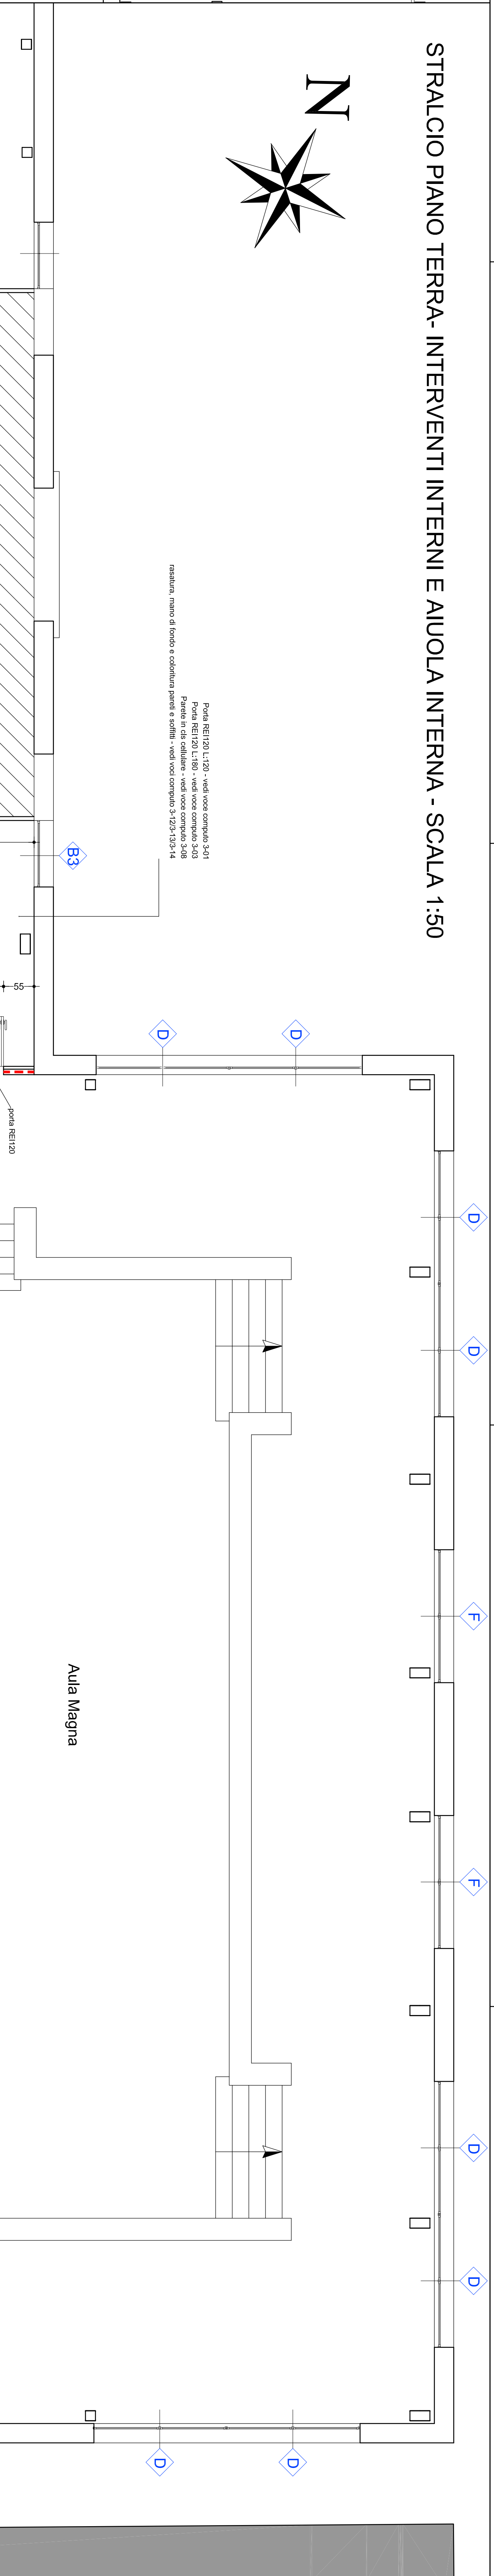 STRALCIO PIANO TERRA- INTERVENTI INTERNI E AIUOLA INTERNA - SCALA 1:50
N
Porta REI120 L:120 - vedi voce computo 3-01
Porta REI120 L:180 - vedi voce computo 3-03
Parete in cls cellulare - vedi voce computo 3-08
rasatura, mano di fondo e coloritura pareti e soffitti - vedi voci computo 3-12/3-13/3-14
B3
55
porta REI120
D
D
D
D
F
F
D
D
D
D
Aula Magna